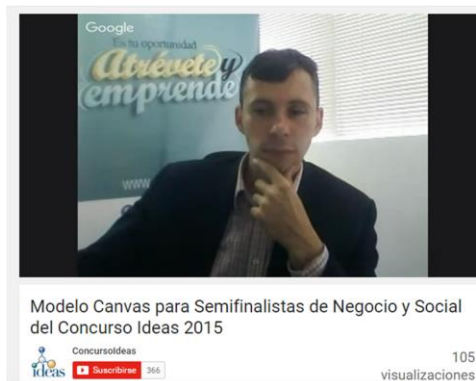 Google
Es tu oportunidad
Atrévete y
emprende
WWW
Modelo Canvas para Semifinalistas de Negocio y Social
del Concurso Ideas 2015
ConcursoIdeas
ideas
Suscribirse 366
105
visualizaciones